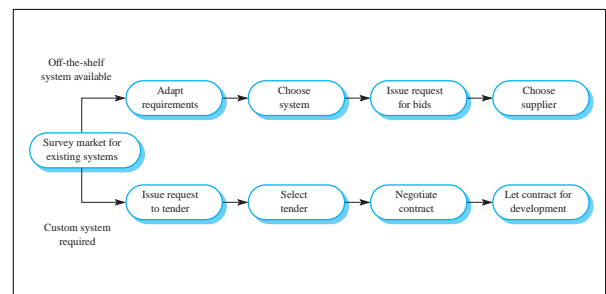 Off-the-shelf
system available
Adapt
requirements
Choose
system
Issue request
for bids
Choose
supplier
Survey market for
existing systems
Issue request
to tender
Select
tender
Negotiate
contract
Let contract for
development
Custom system
required